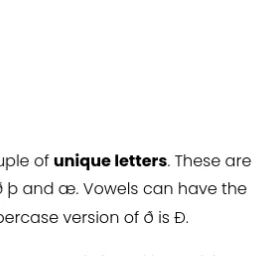 uple of unique letters. These are
ð þ and æ. Vowels can have the
percase version of ð is Ð.